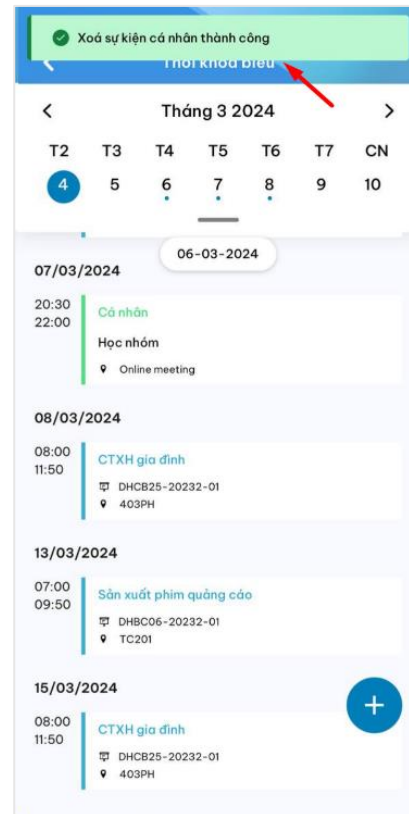 Xoá sự kiện cá nhân thành công
Thời khoá biểu
Tháng 3 2024
T2 T3 T4 T5 T6 T7 CN
4 5 6 7 8 9 10
06-03-2024
07/03/2024
20:30
22:00
Cá nhân
Học nhóm
Online meeting
08/03/2024
08:00
11:50
CTXH gia đình
DHCB25-20232-01
403PH
13/03/2024
07:00
09:50
Sản xuất phim quảng cáo
DHBC06-20232-01
TC201
15/03/2024
08:00
11:50
CTXH gia đình
DHCB25-20232-01
403PH